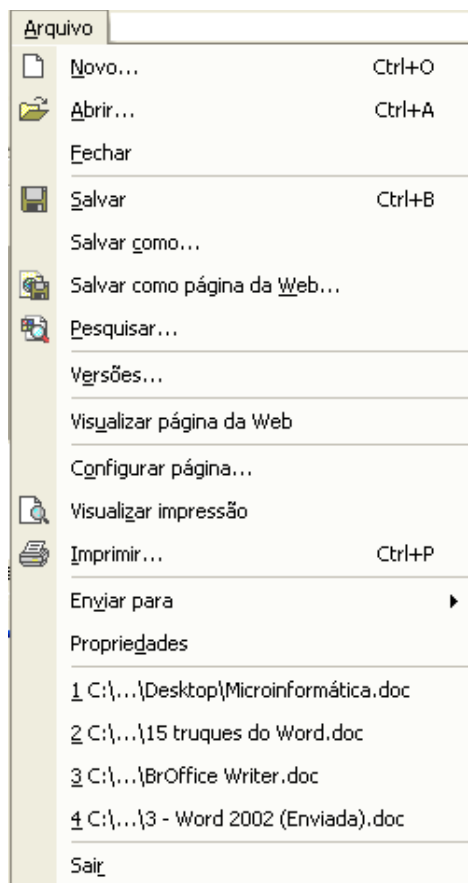 Arquivo
Novo... Ctrl+O
Abrir... Ctrl+A
Fechar
Salvar Ctrl+B
Salvar como...
Salvar como página da Web...
Pesquisar...
Versões...
Visualizar página da Web
Configurar página...
Visualizar impressão
Imprimir... Ctrl+P
Enviar para
Propriedades
1 C:\...\Desktop\Microinformática.doc
2 C:\...\15 truques do Word.doc
3 C:\...\BrOffice Writer.doc
4 C:\...\3 - Word 2002 (Enviada).doc
Sair